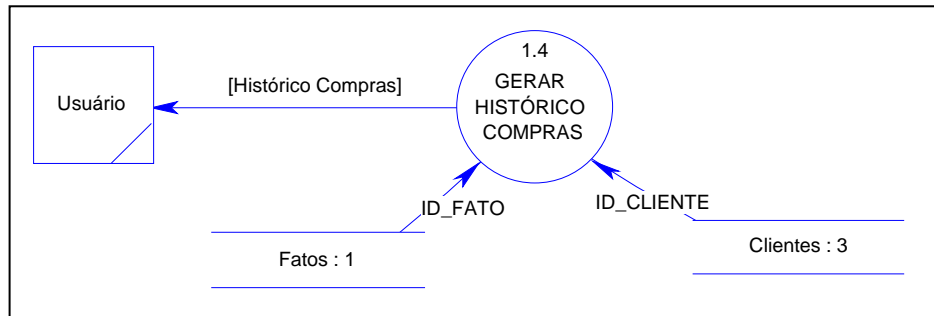 1.4
GERAR
HISTÓRICO
COMPRAS
[Histórico Compras]
Usuário
ID_FATO
ID_CLIENTE
Fatos : 1
Clientes : 3